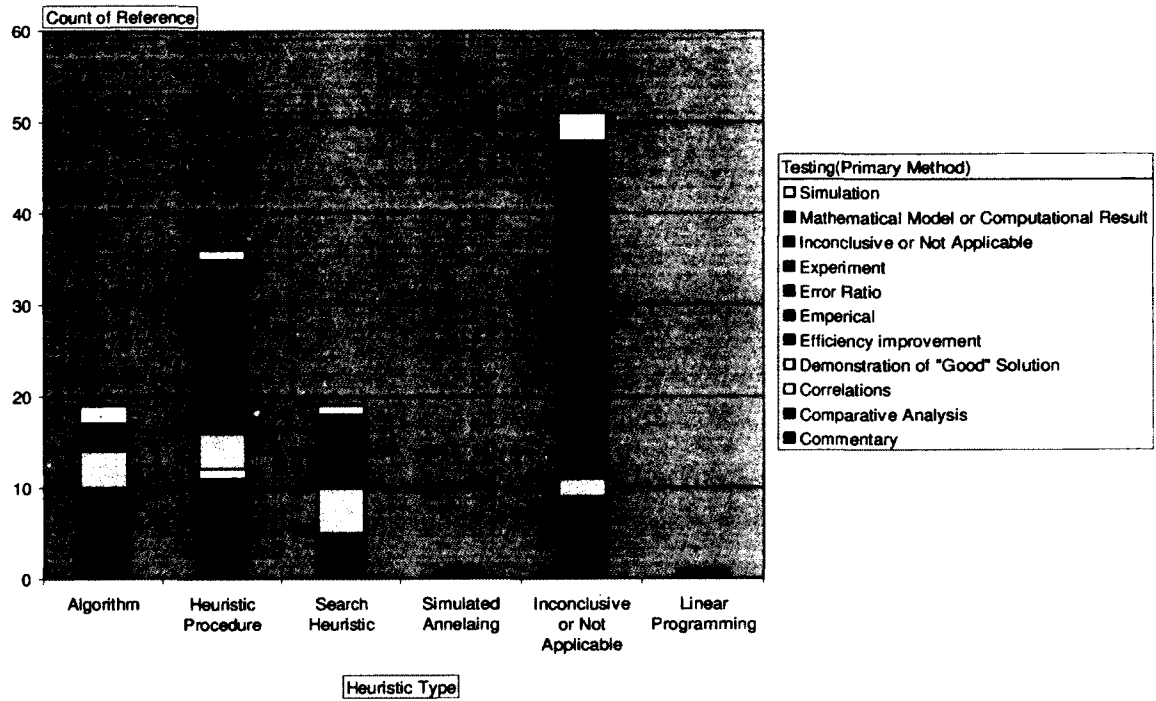 Count of Reference
60
50
40
30
20
10
0
Algorithm
Heuristic
Procedure
Search
Heuristic
Simulated
Annelaing
Inconclusive
or Not
Applicable
Linear
Programming
Heuristic Type
Testing(Primary Method)
Simulation
Mathematical Model or Computational Result
Inconclusive or Not Applicable
Experiment
Error Ratio
Emperical
Efficiency improvement
Demonstration of "Good" Solution
Correlations
Comparative Analysis
Commentary